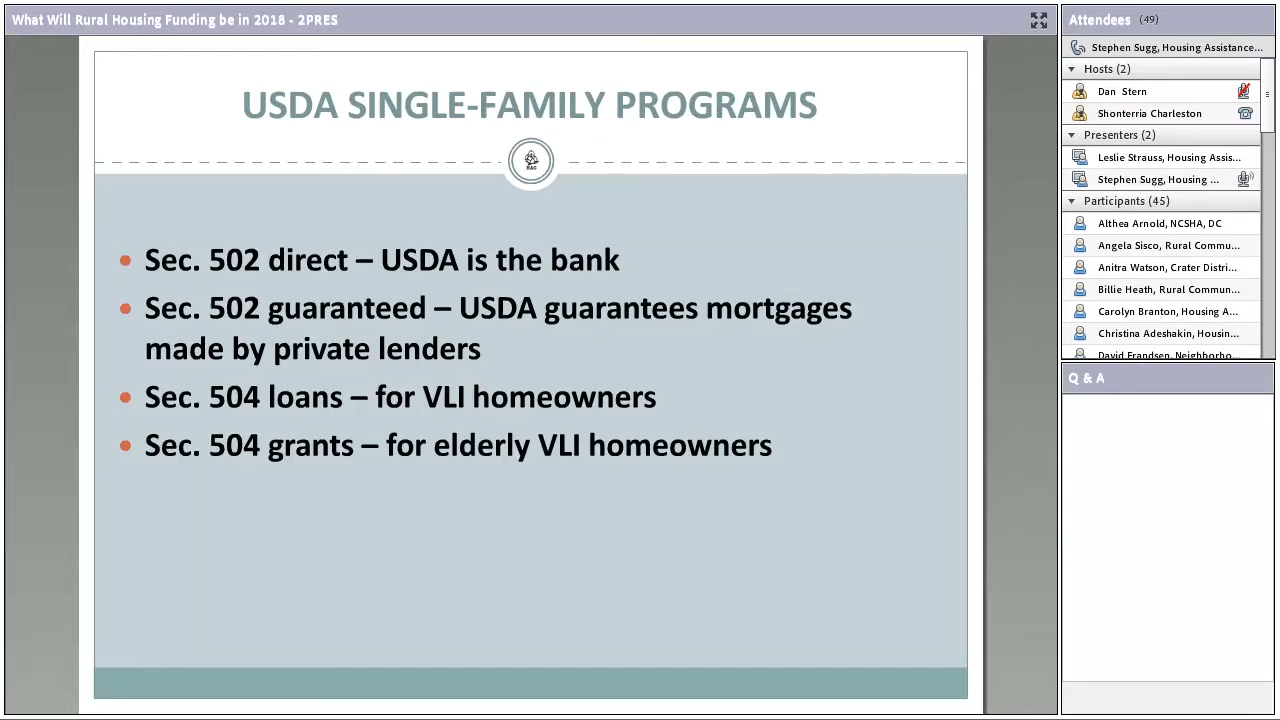 What Will Rural Housing Funding be in 2018 - 2PRES
USDA SINGLE-FAMILY PROGRAMS
HAC
• Sec. 502 direct – USDA is the bank
• Sec. 502 guaranteed – USDA guarantees mortgages
made by private lenders
• Sec. 504 loans – for VLI homeowners
• Sec. 504 grants – for elderly VLI homeowners
Attendees (49)
Stephen Sugg, Housing Assistance...
Hosts (2)
Dan Stern
Shonterria Charleston
Presenters (2)
Leslie Strauss, Housing Assis...
Stephen Sugg, Housing ...
Participants (45)
Althea Arnold, NCSHA, DC
Angela Sisco, Rural Commu...
Anitra Watson, Crater Distri...
Billie Heath, Rural Commun...
Carolyn Branton, Housing A...
Christina Adeshakin, Housin...
David Frandsen, Neighborho...
Q & A